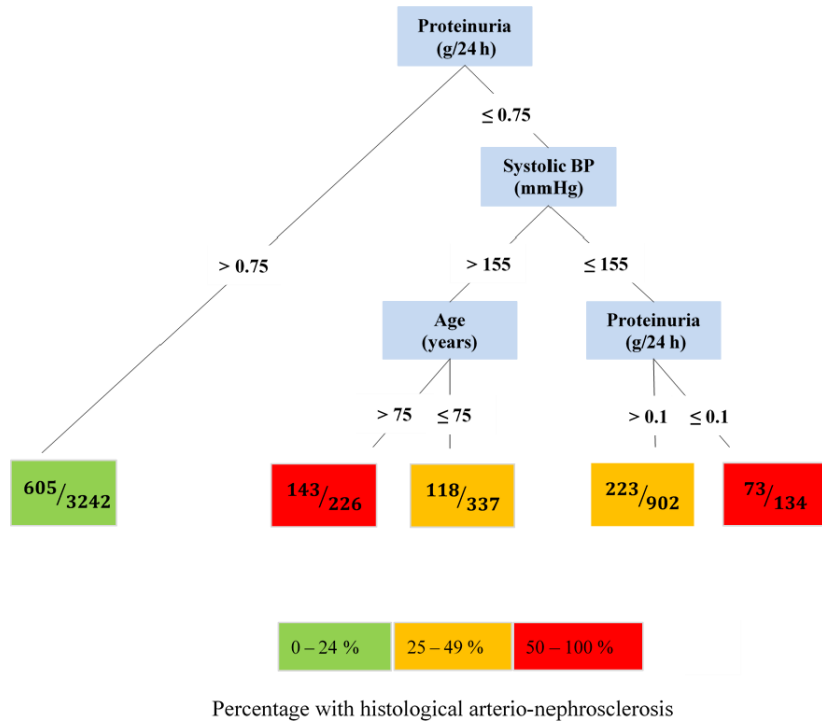 Proteinuria
(g/24 h)
≤ 0.75
Systolic BP
(mmHg)
> 0.75
> 155
≤ 155
Age
(years)
Proteinuria
(g/24 h)
> 75
≤ 75
> 0.1
≤ 0.1
605/3242
143/226
118/337
223/902
73/134
0 – 24 %
25 – 49 %
50 – 100 %
Percentage with histological arterio-nephrosclerosis